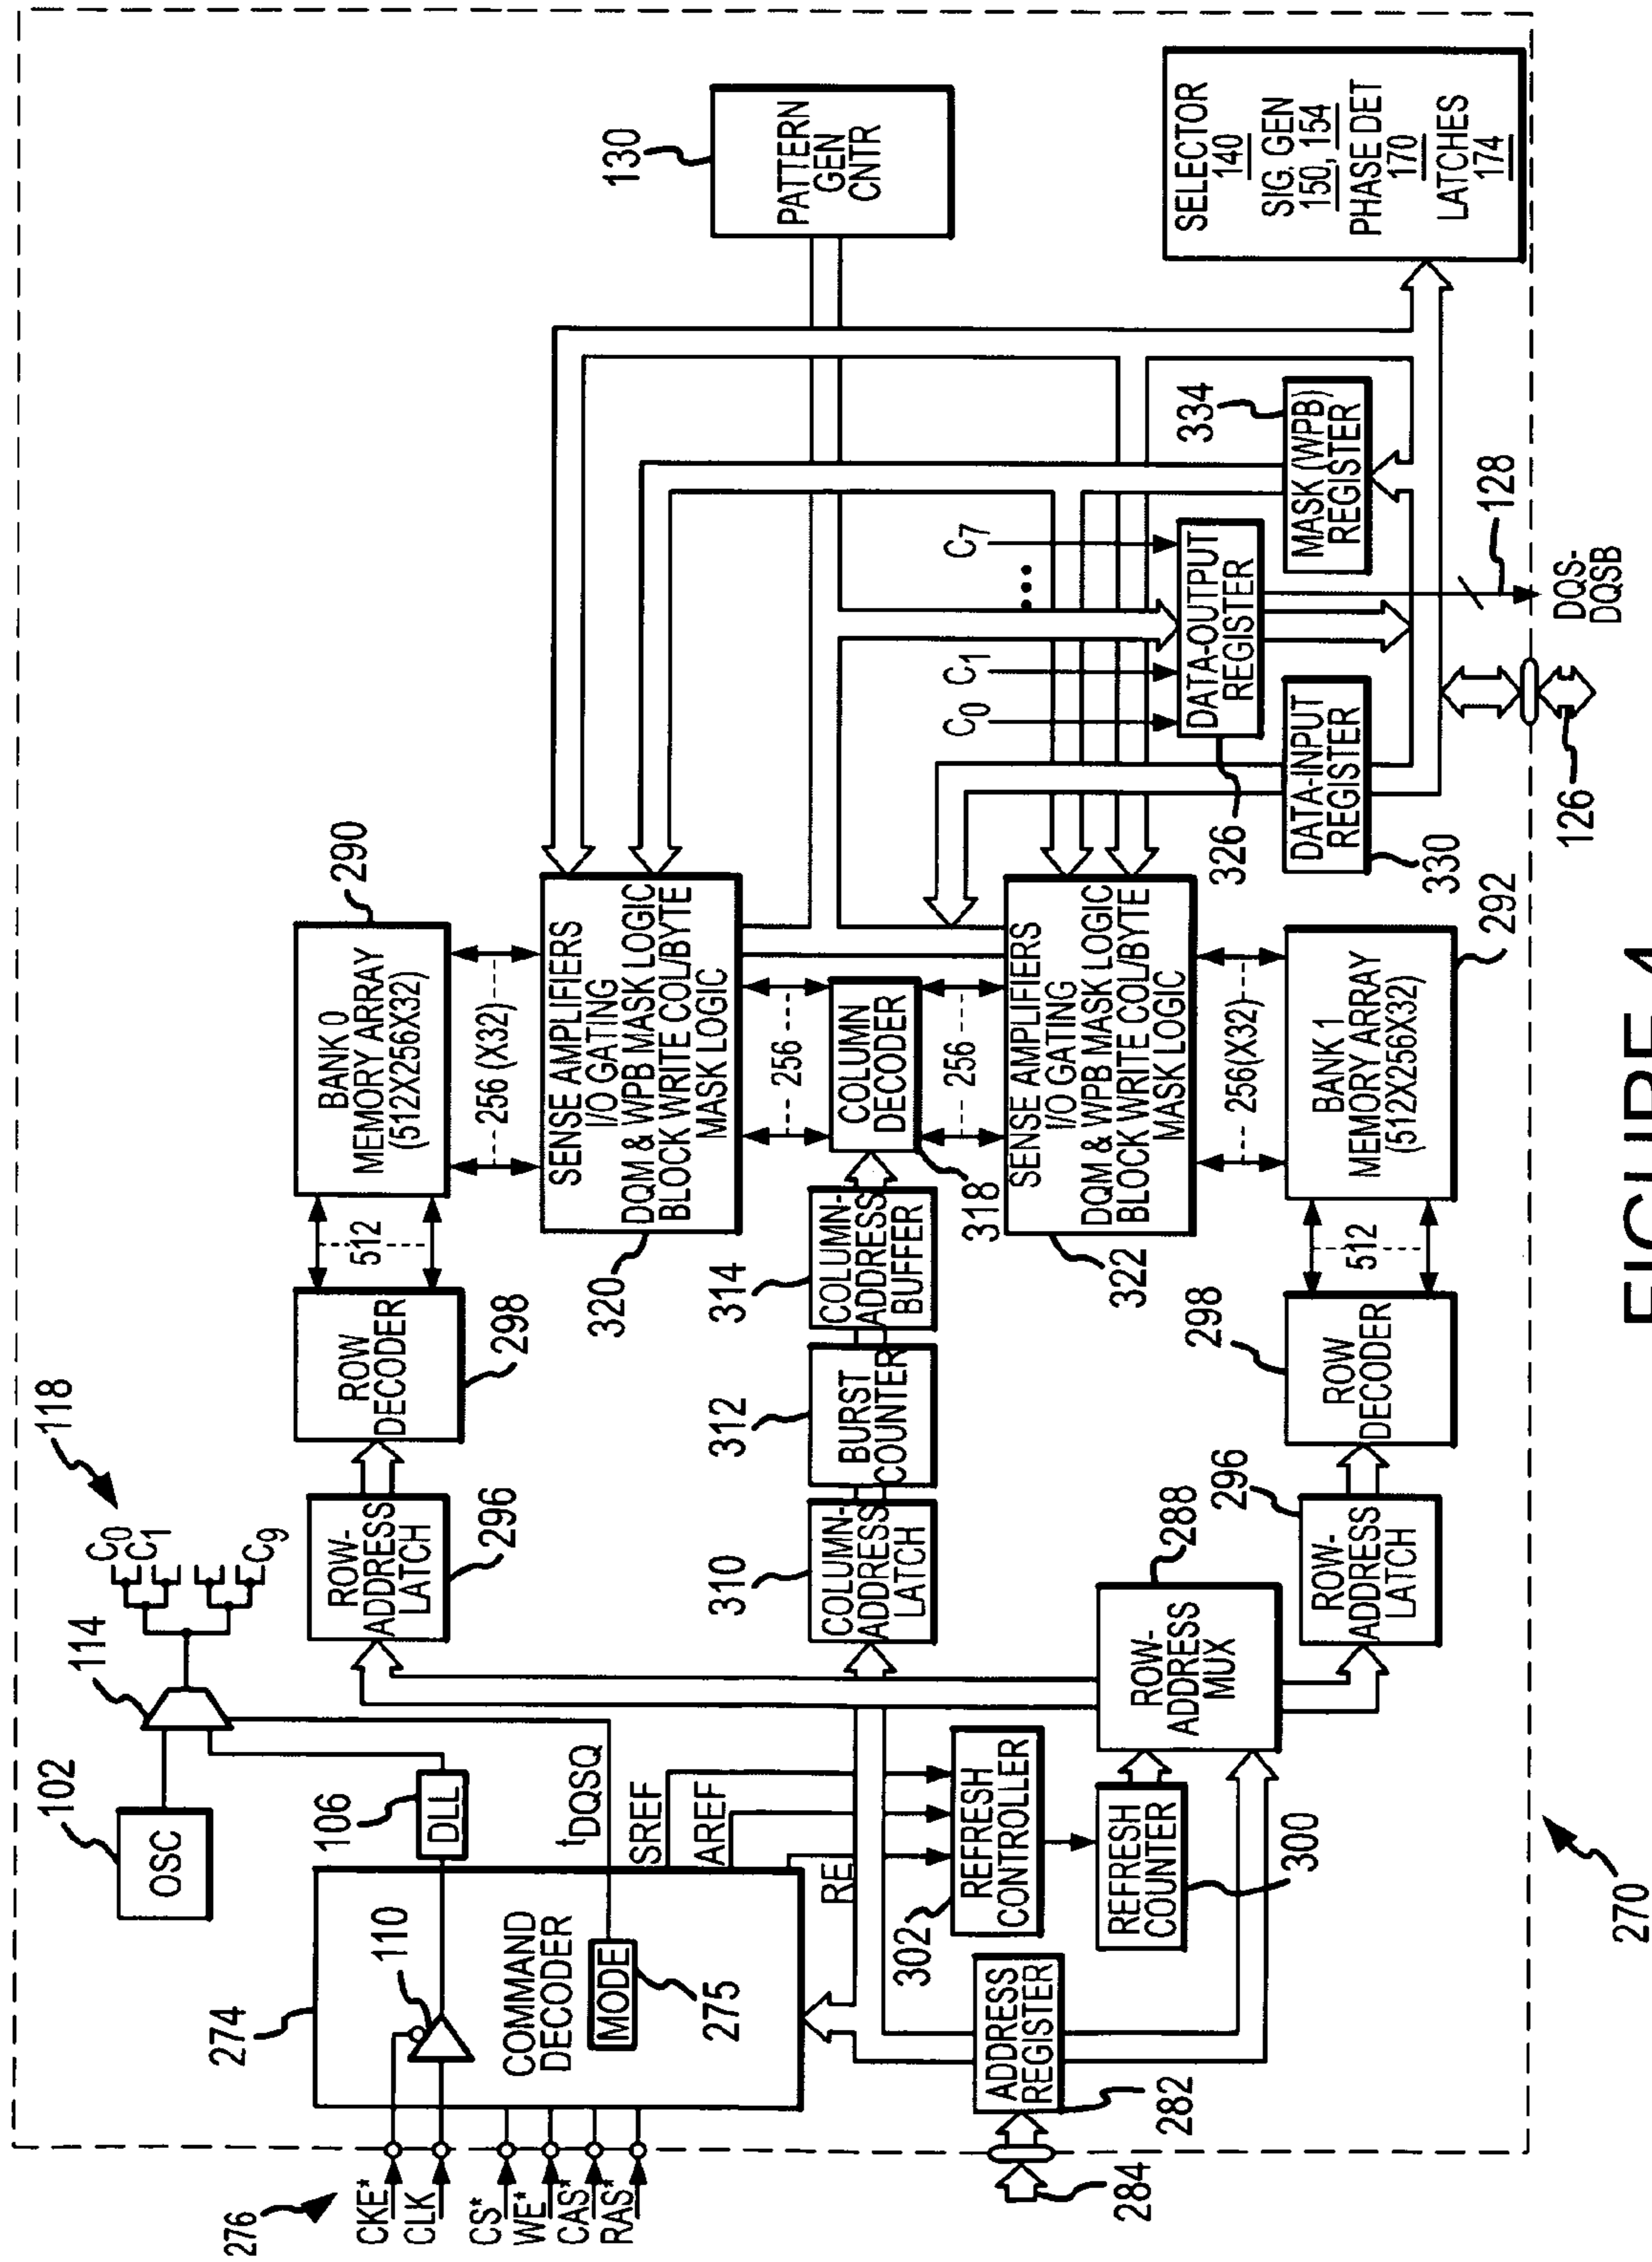 276
CKE*
CLK
CS*
WE*
CAS*
RAS*
274
110
COMMAND
DECODER
MODE
275
102
OSC
106
DLL
114
118
C0
C1
C9
tDQSQ
SREF
AREF
RE
284
282
ADDRESS
REGISTER
302
REFRESH
CONTROLLER
REFRESH
COUNTER
300
288
ROW-
ADDRESS
MUX
ROW-
ADDRESS
LATCH
296
ROW
DECODER
298
512
290
BANK 0
MEMORY ARRAY
(512X256X32)
256 (X32)
320
SENSE AMPLIFIERS
I/O GATING
DQM & WPB MASK LOGIC
BLOCK WRITE COL/BYTE
MASK LOGIC
256
310
COLUMN-
ADDRESS
LATCH
312
BURST
COUNTER
314
COLUMN-
ADDRESS
BUFFER
COLUMN
DECODER
318
256
SENSE AMPLIFIERS
I/O GATING
DQM & WPB MASK LOGIC
BLOCK WRITE COL/BYTE
MASK LOGIC
322
256(X32)
296
ROW-
ADDRESS
LATCH
298
ROW
DECODER
512
BANK 1
MEMORY ARRAY
(512X256X32)
292
130
PATTERN
GEN
CNTR
C0
C1
C7
DATA-OUTPUT
REGISTER
326
DATA-INPUT
REGISTER
330
334
MASK (WPB)
REGISTER
SELECTOR
140
SIG. GEN
150, 154
PHASE DET
170
LATCHES
174
126
128
DQS-
DQSB
270
FIGURE 4